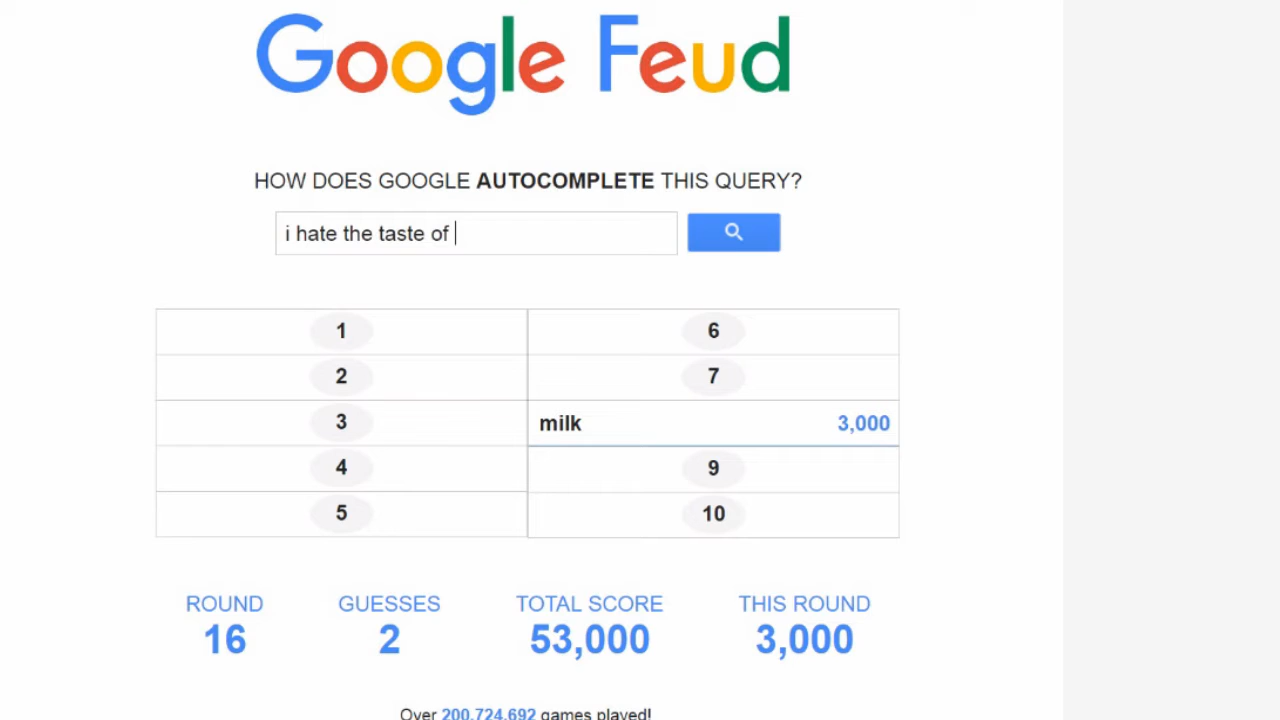 Google Feud
HOW DOES GOOGLE AUTOCOMPLETE THIS QUERY?
i hate the taste of
1
2
3
4
5
6
7
milk 3,000
9
10
ROUND GUESSES TOTAL SCORE THIS ROUND
16 2 53,000 3,000
Over 200,724,692 games played!